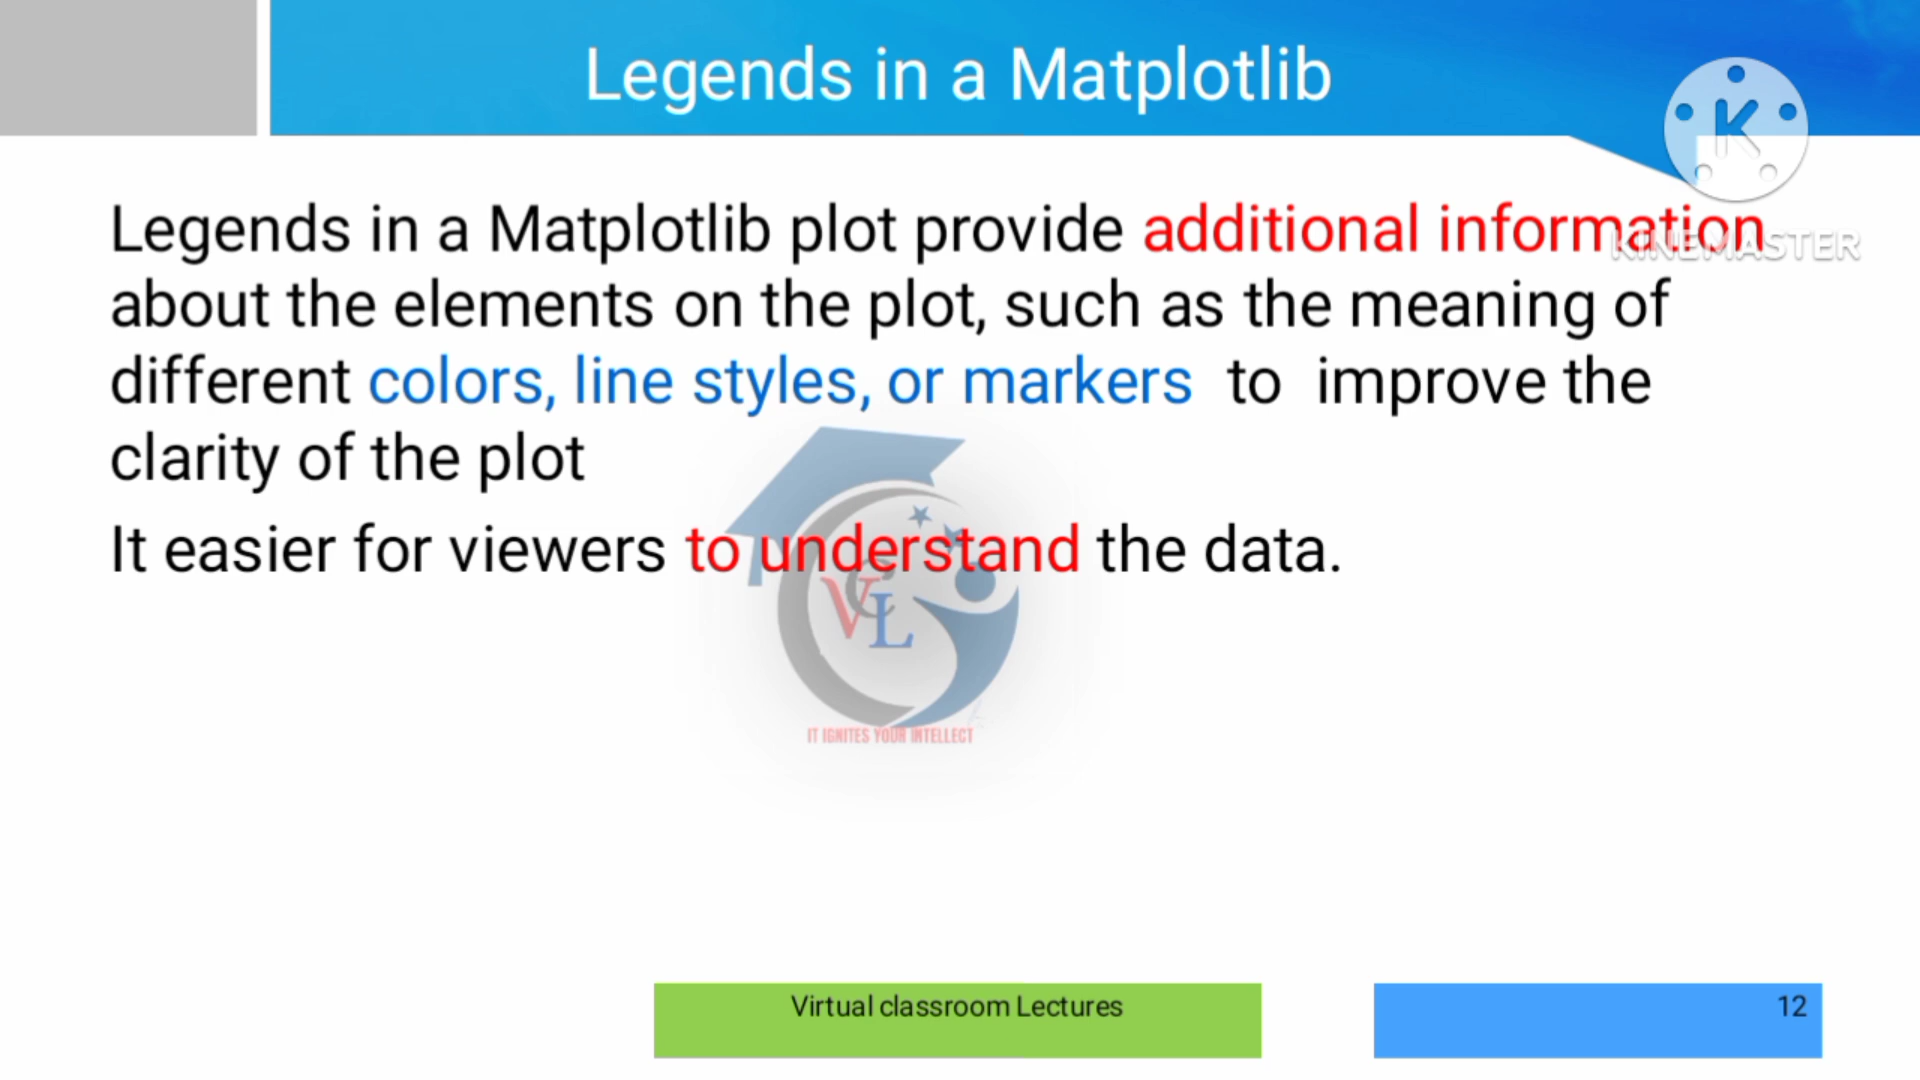 Legends in a Matplotlib
K
KINEMASTER
Legends in a Matplotlib plot provide additional information
about the elements on the plot, such as the meaning of
different colors, line styles, or markers to improve the
clarity of the plot
It easier for viewers to understand the data.
VCL
IT IGNITES YOUR INTELLECT
Virtual classroom Lectures
12